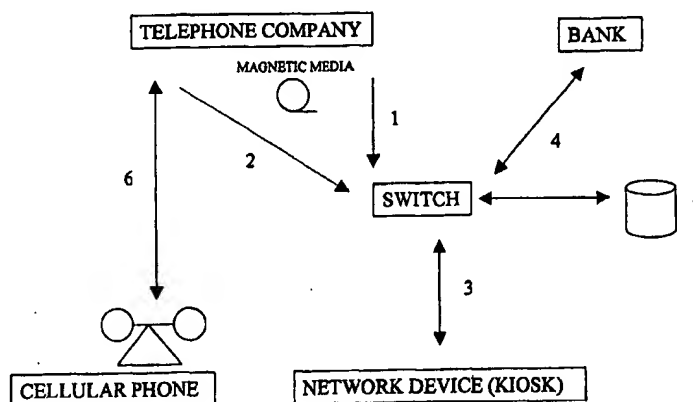 TELEPHONE COMPANY
BANK
MAGNETIC MEDIA
1
2
4
6
SWITCH
3
CELLULAR PHONE
NETWORK DEVICE (KIOSK)